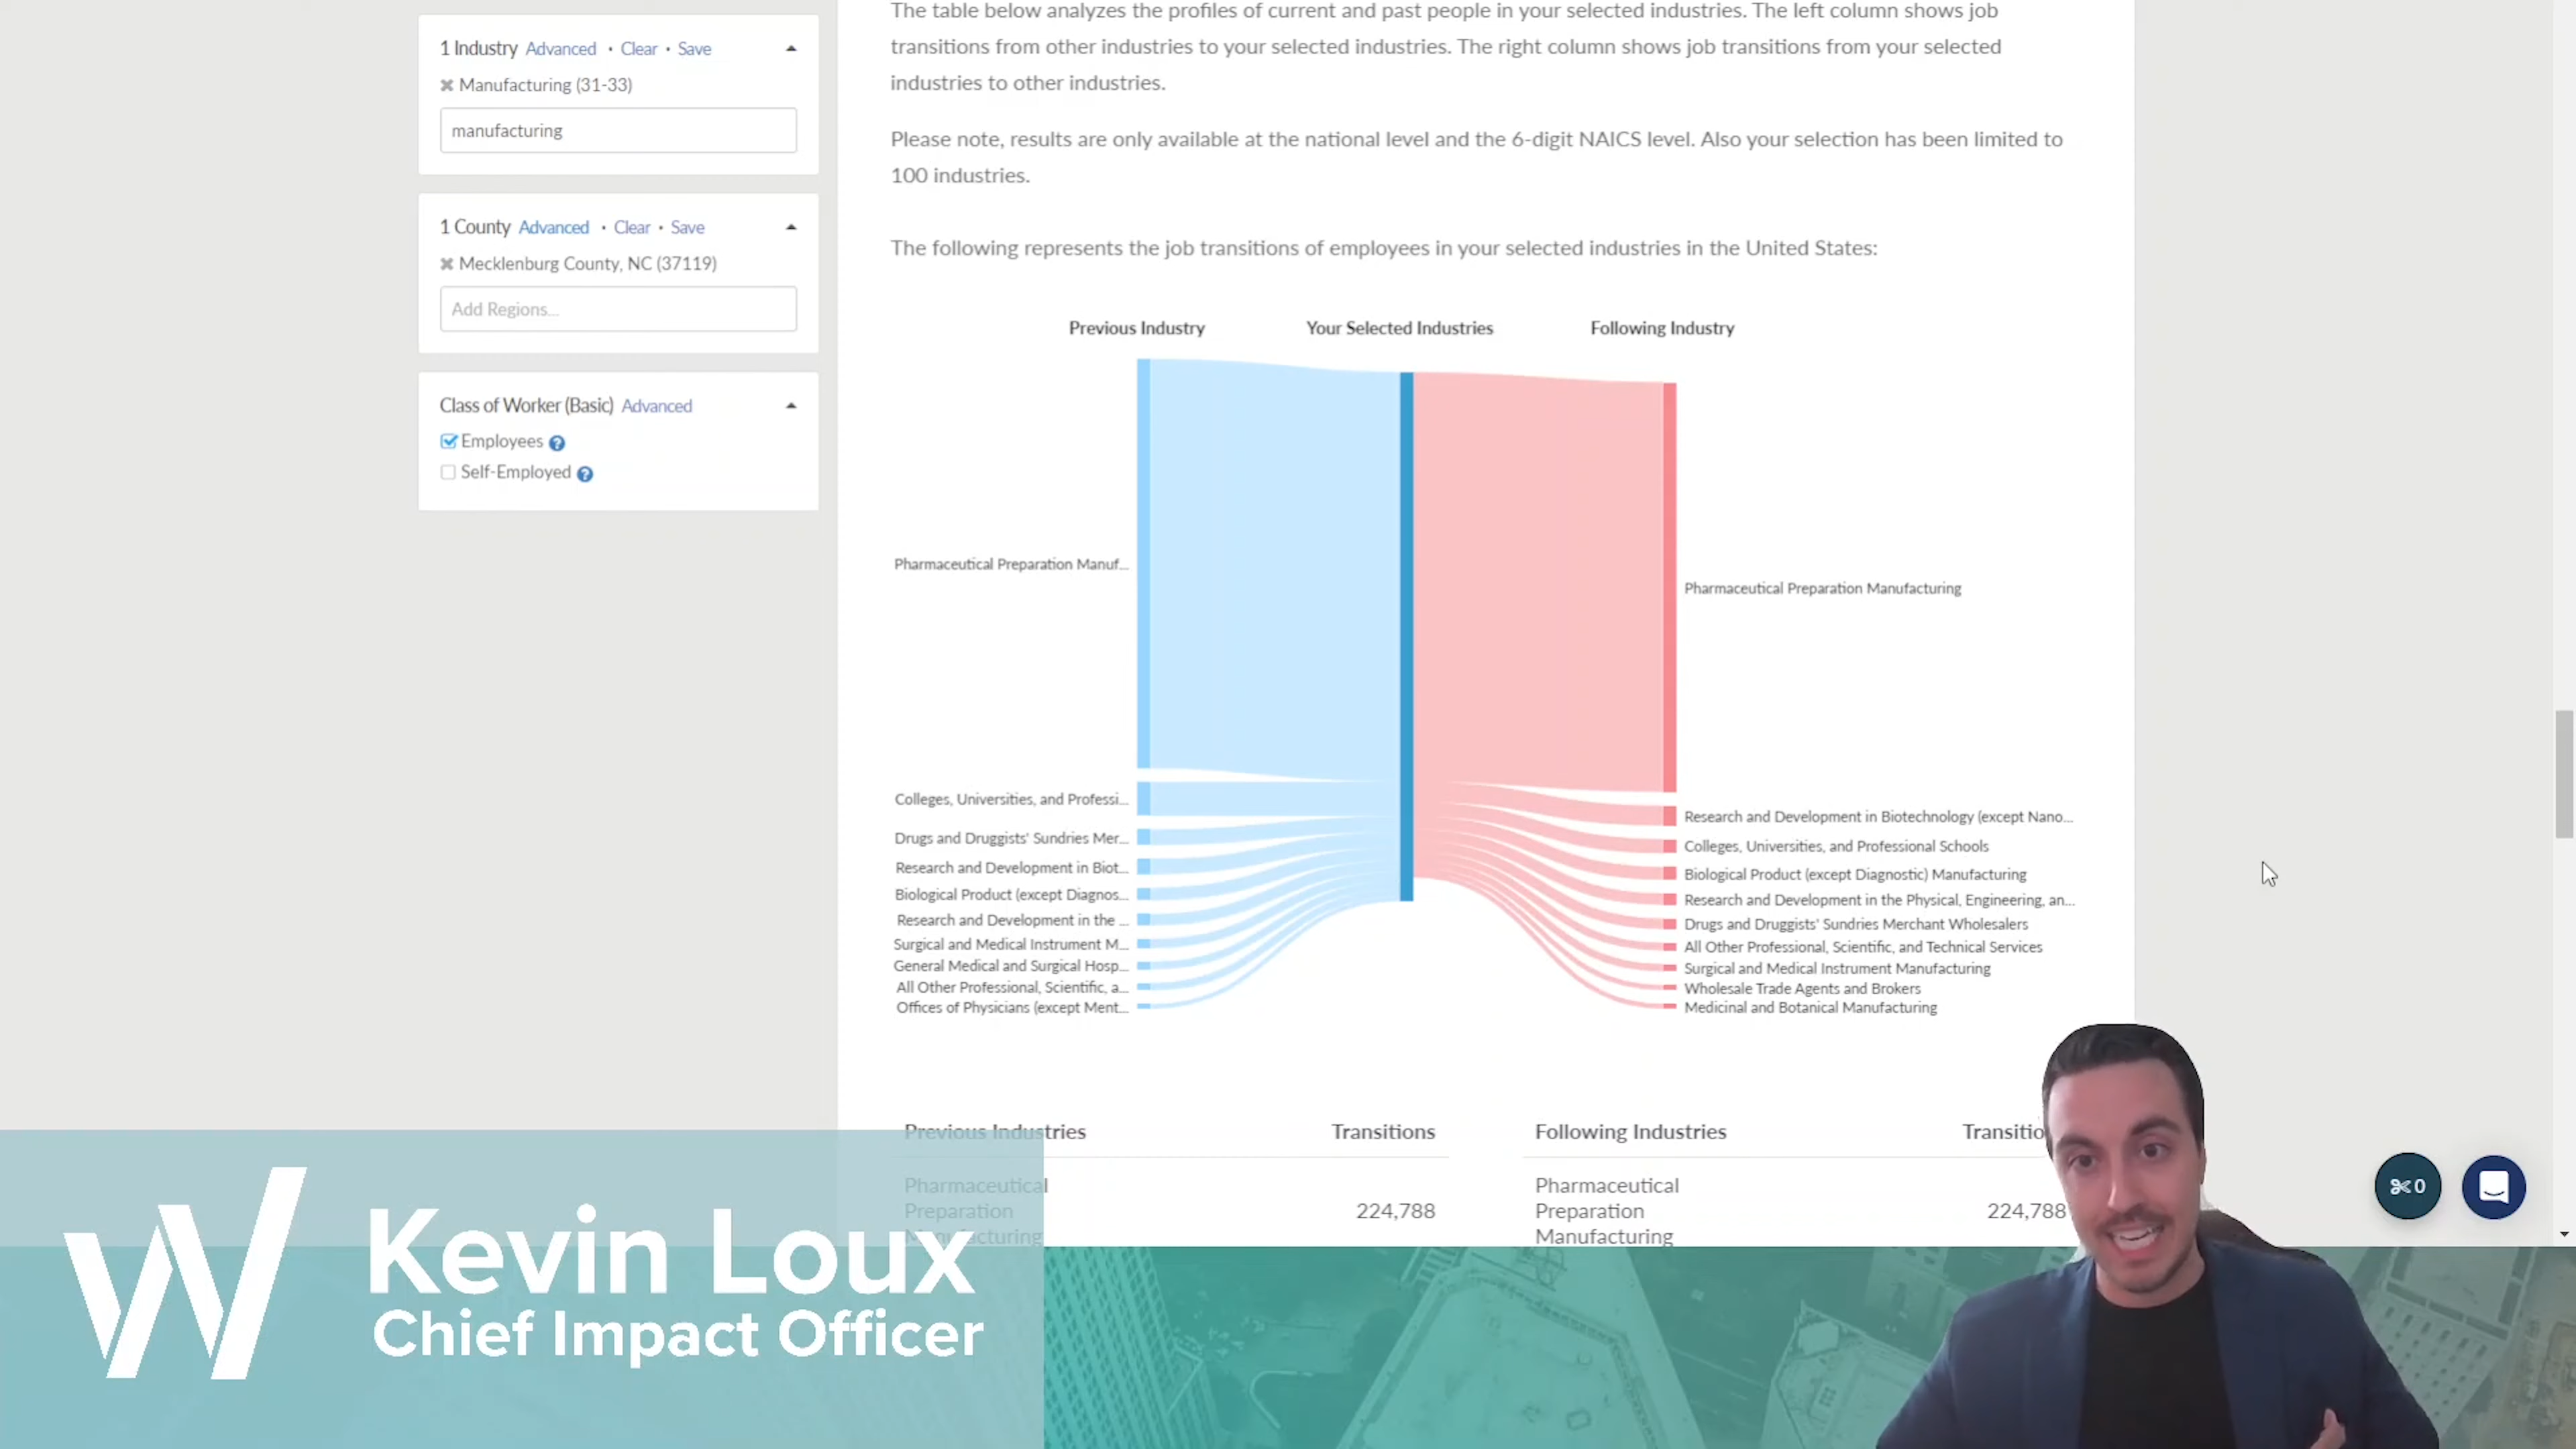 1 Industry Advanced • Clear • Save
Manufacturing (31-33)
manufacturing
1 County Advanced • Clear • Save
Mecklenburg County, NC (37119)
Add Regions...
Class of Worker (Basic) Advanced
Employees ?
Self-Employed ?
The table below analyzes the profiles of current and past people in your selected industries. The left column shows job
transitions from other industries to your selected industries. The right column shows job transitions from your selected
industries to other industries.
Please note, results are only available at the national level and the 6-digit NAICS level. Also your selection has been limited to
100 industries.
The following represents the job transitions of employees in your selected industries in the United States:
Previous Industry Your Selected Industries Following Industry
Pharmaceutical Preparation Manuf...
Colleges, Universities, and Professi...
Drugs and Druggists' Sundries Mer...
Research and Development in Biot...
Biological Product (except Diagnos...
Research and Development in the ...
Surgical and Medical Instrument M...
General Medical and Surgical Hosp...
All Other Professional, Scientific, a...
Offices of Physicians (except Ment...
Pharmaceutical Preparation Manufacturing
Research and Development in Biotechnology (except Nano...
Colleges, Universities, and Professional Schools
Biological Product (except Diagnostic) Manufacturing
Research and Development in the Physical, Engineering, an...
Drugs and Druggists' Sundries Merchant Wholesalers
All Other Professional, Scientific, and Technical Services
Surgical and Medical Instrument Manufacturing
Wholesale Trade Agents and Brokers
Medicinal and Botanical Manufacturing
Previous Industries Transitions
Pharmaceutical
Preparation
Manufacturing
224,788
Following Industries Transitio
Pharmaceutical
Preparation
Manufacturing
224,788
0
W
Kevin Loux
Chief Impact Officer